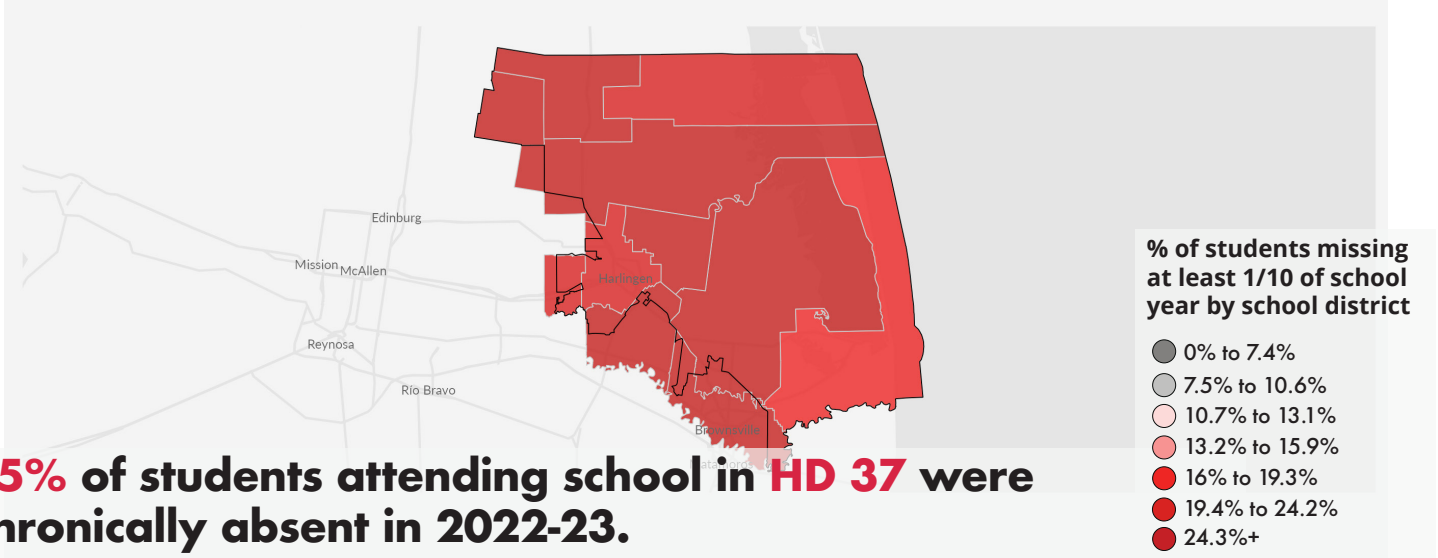 Edinburg
Mission
McAllen
Harlingen
Reynosa
Río Bravo
Brownsville
Matamoros
% of students missing
at least 1/10 of school
year by school district
0% to 7.4%
7.5% to 10.6%
10.7% to 13.1%
13.2% to 15.9%
16% to 19.3%
19.4% to 24.2%
24.3%+
5% of students attending school in HD 37 were
hronically absent in 2022-23.